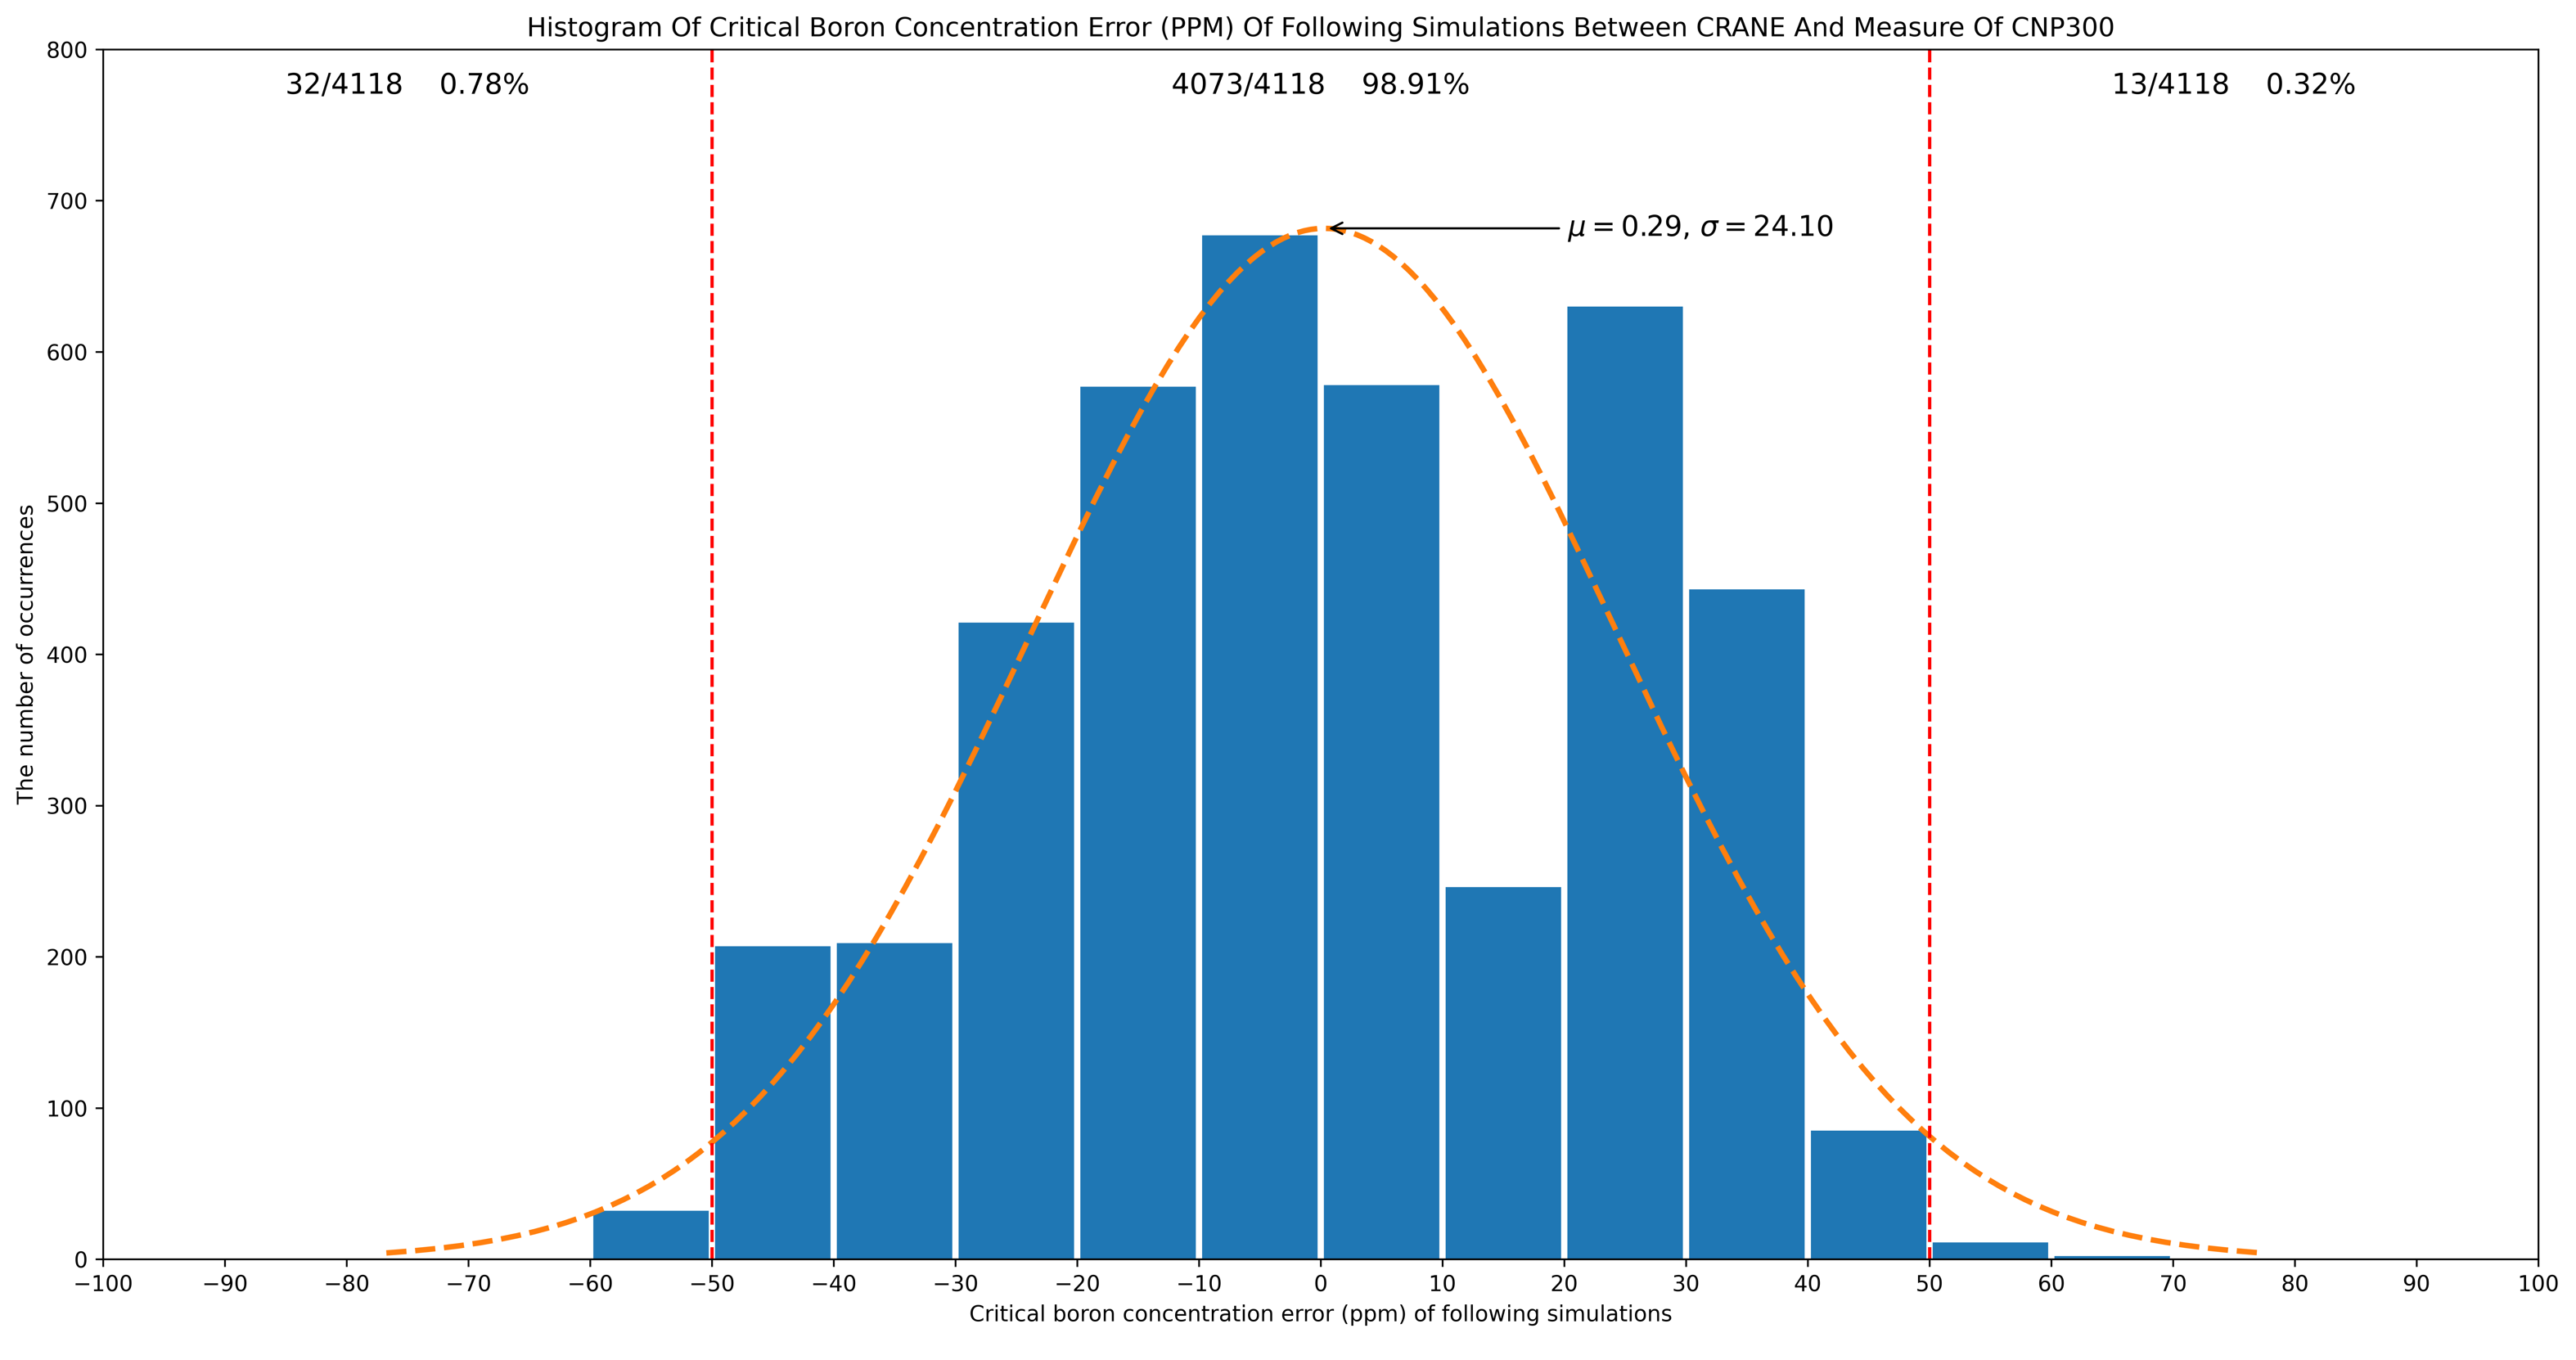 Histogram Of Critical Boron Concentration Error (PPM) Of Following Simulations Between CRANE And Measure Of CNP300
32/4118 0.78%
4073/4118 98.91%
13/4118 0.32%
μ = 0.29, σ = 24.10
The number of occurrences
800
700
600
500
400
300
200
100
0
−100 −90 −80 −70 −60 −50 −40 −30 −20 −10 0 10 20 30 40 50 60 70 80 90 100
Critical boron concentration error (ppm) of following simulations